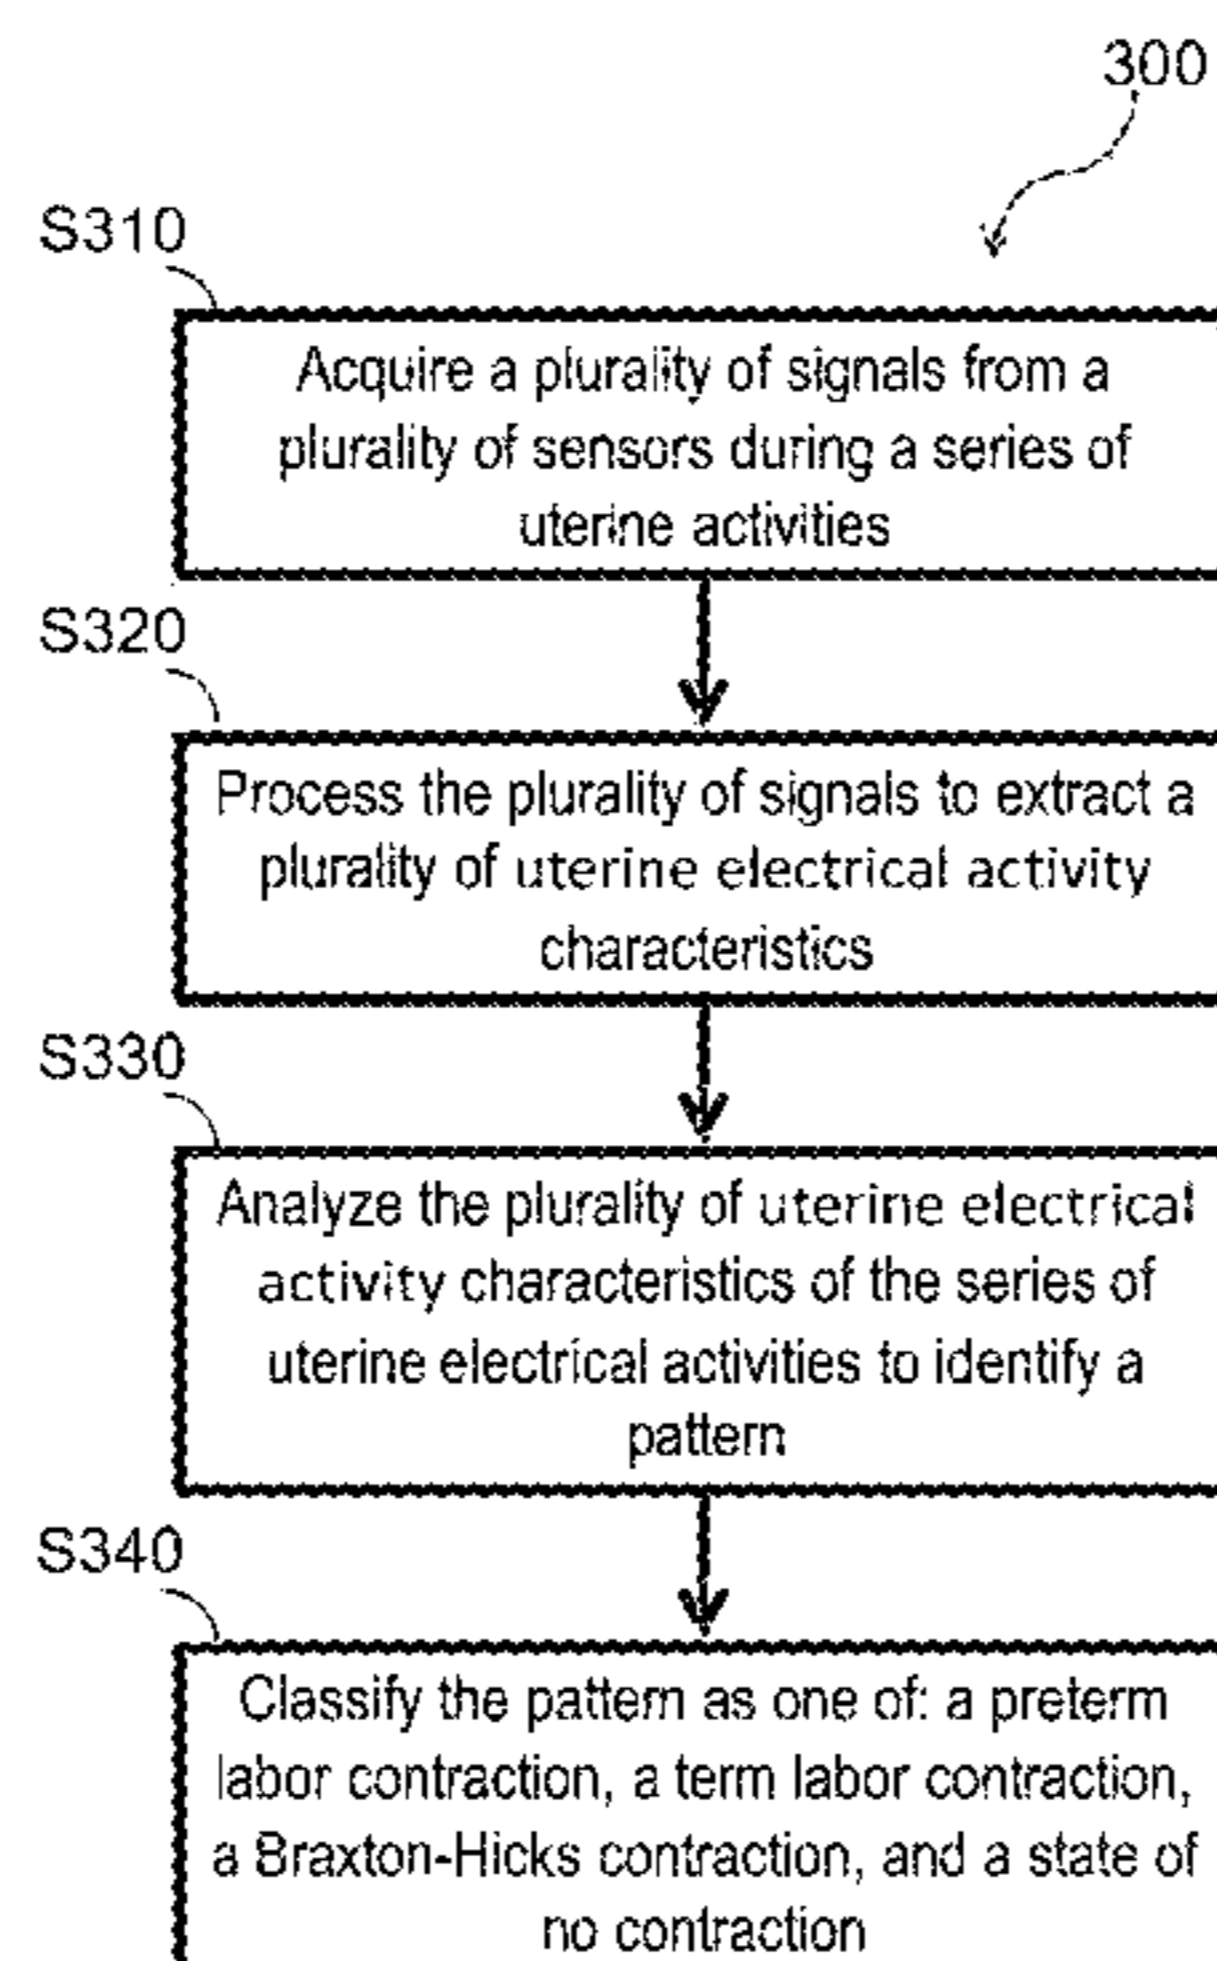 300
S310
Acquire a plurality of signals from a
plurality of sensors during a series of
uterine activities
S320
Process the plurality of signals to extract a
plurality of uterine electrical activity
characteristics
S330
Analyze the plurality of uterine electrical
activity characteristics of the series of
uterine electrical activities to identify a
pattern
S340
Classify the pattern as one of: a preterm
labor contraction, a term labor contraction,
a Braxton-Hicks contraction, and a state of
no contraction